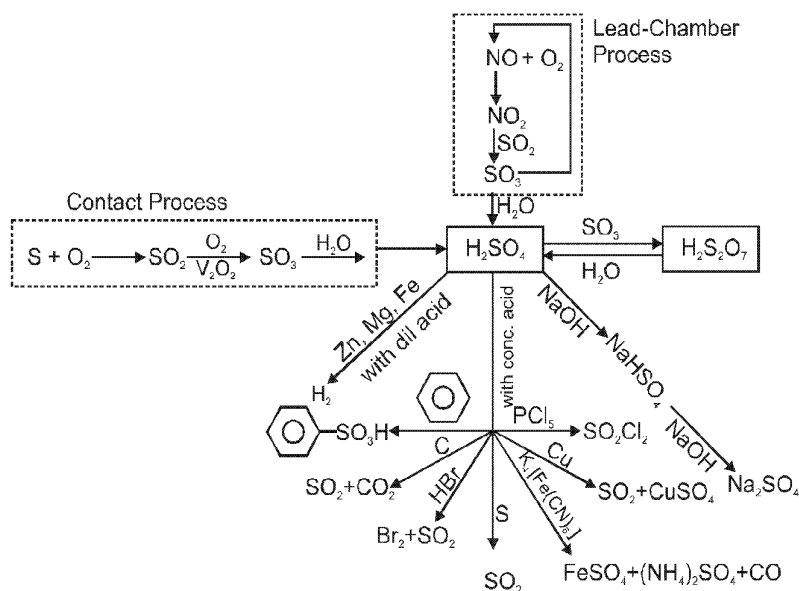 Lead-Chamber
Process
NO + O₂
NO₂
SO₂
SO₃
H₂O
Contact Process
S + O₂
SO₂
O₂
V₂O₂
SO₃
H₂O
H₂SO₄
SO₃
H₂O
H₂S₂O₇
Zn, Mg, Fe
with dil acid
H₂
with conc. acid
NaOH
NaHSO₄
NaOH
Na₂SO₄
SO₃H
PCl₅
SO₂Cl₂
C
SO₂+CO₂
HBr
Br₂+SO₂
S
SO₂
Cu
SO₂+CuSO₄
K₄[Fe(CN)₆]
FeSO₄+(NH₄)₂SO₄+CO